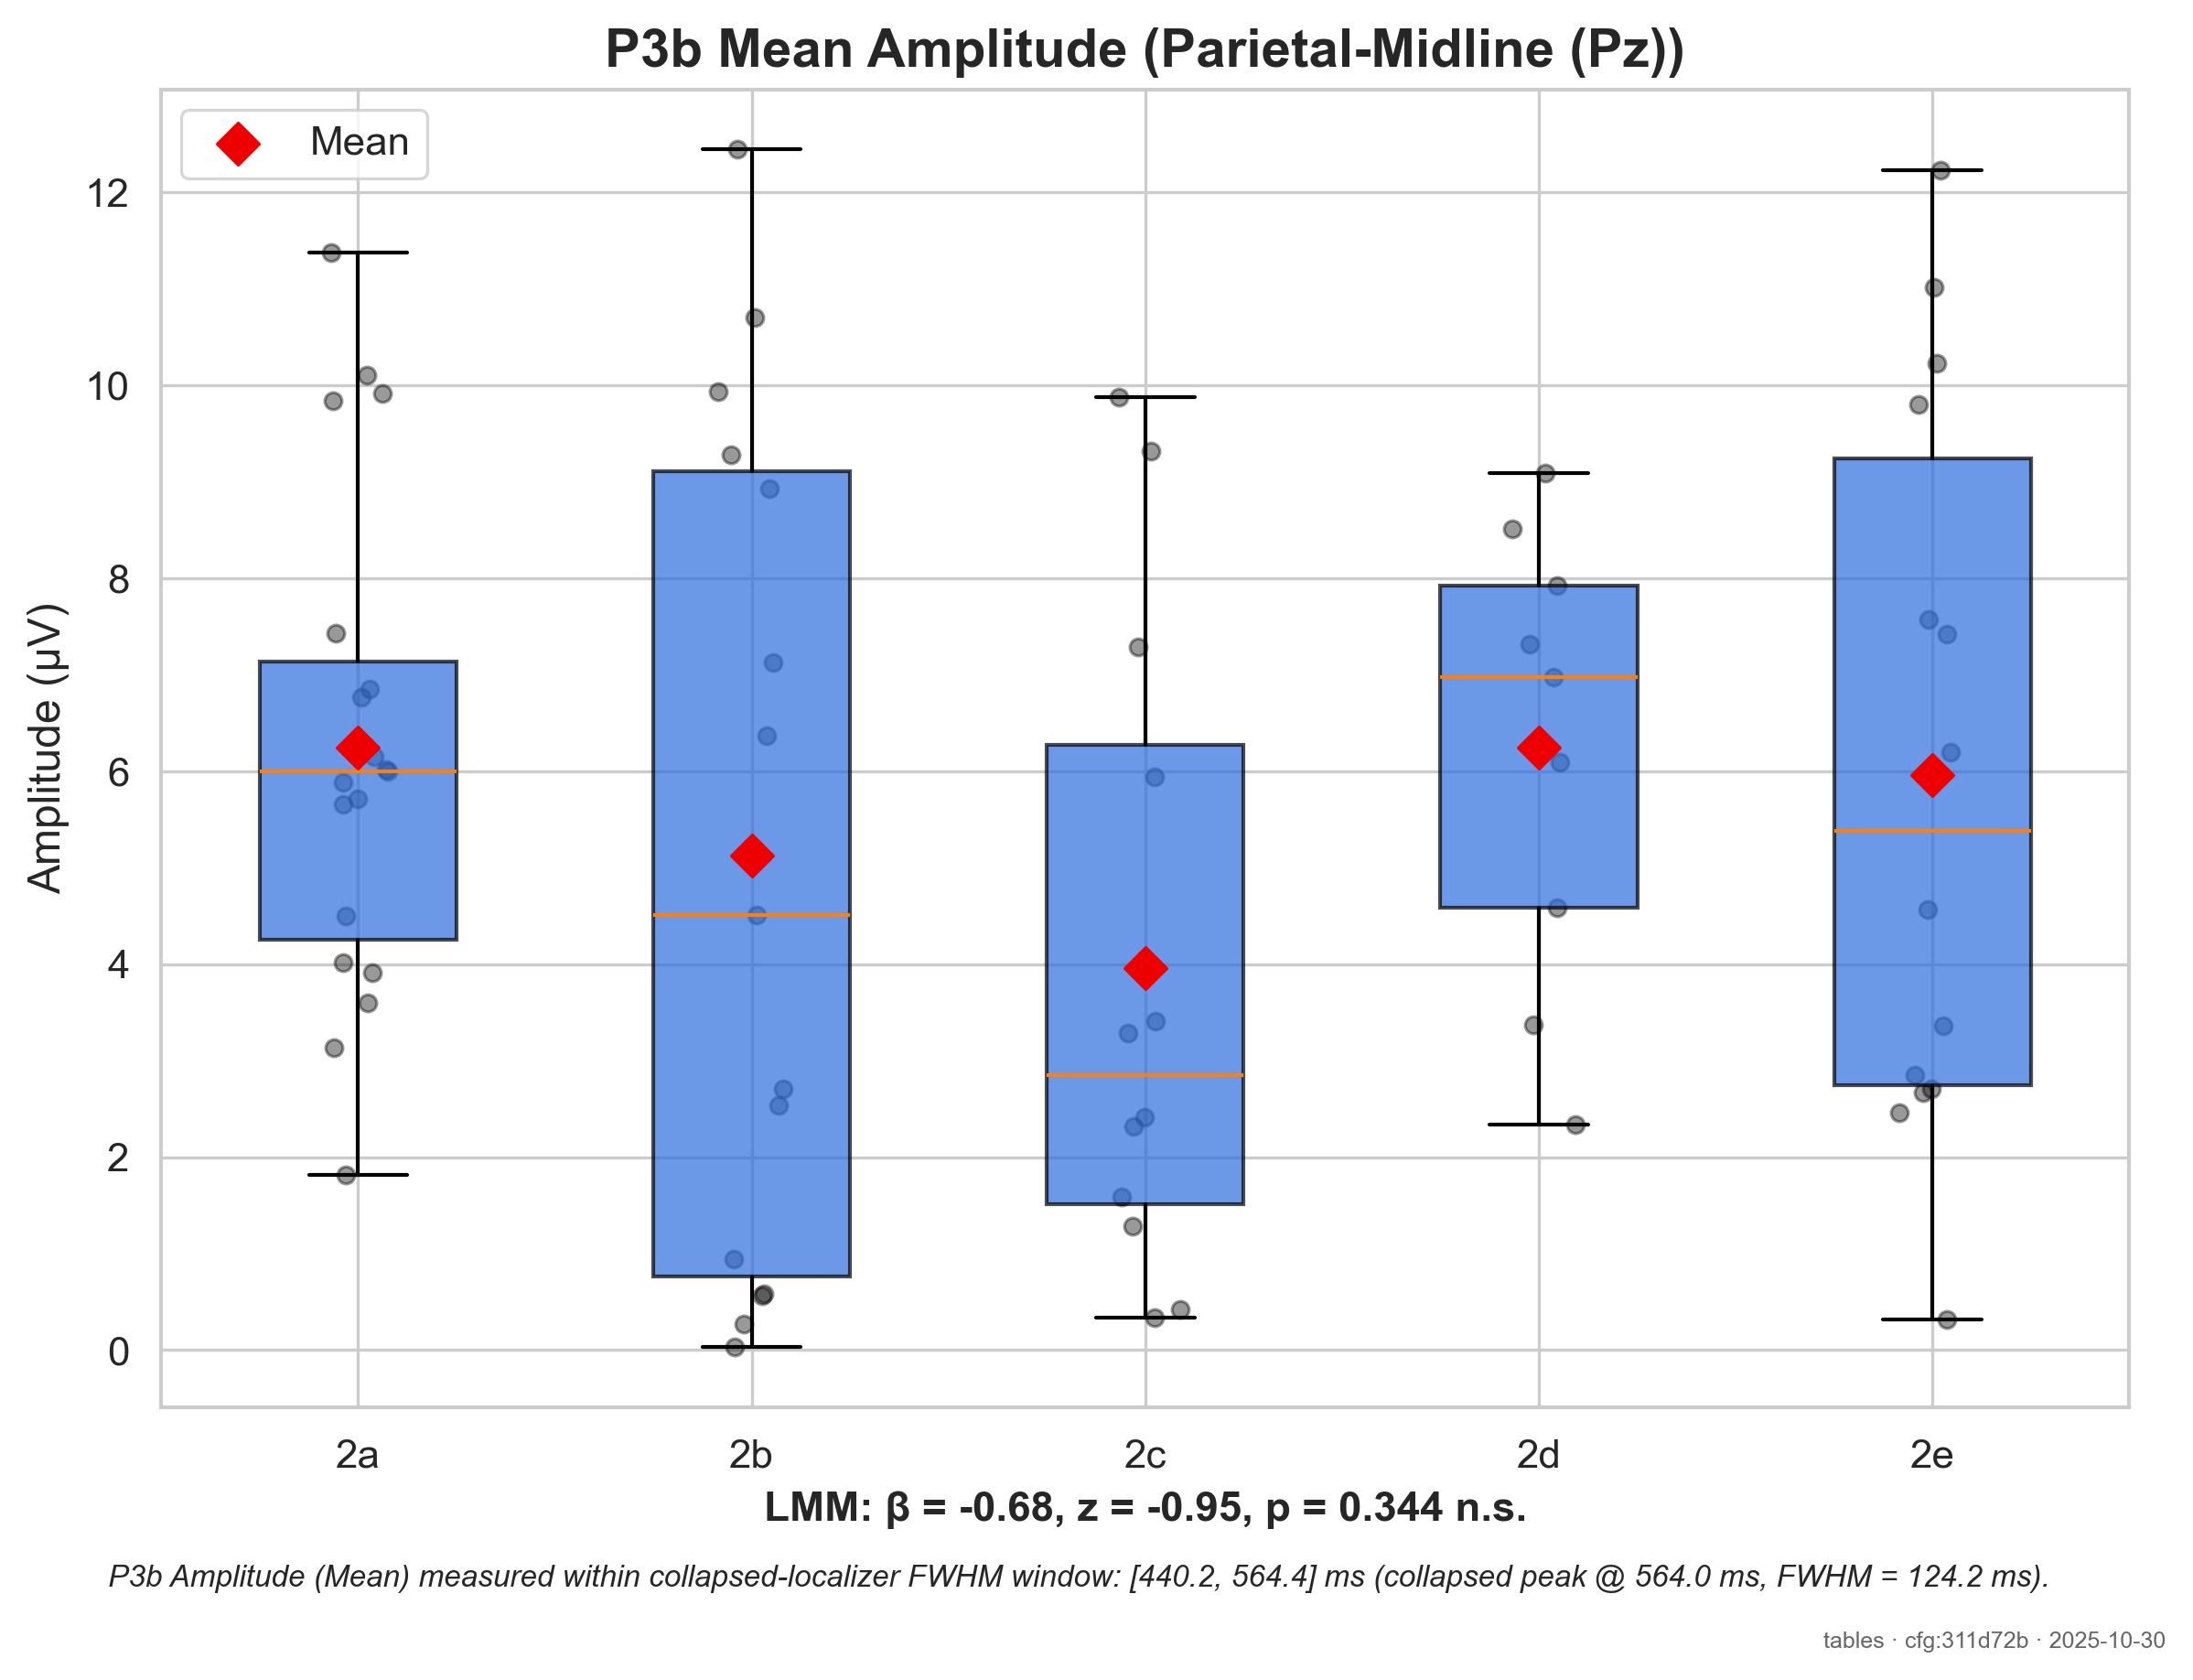 P3b Mean Amplitude (Parietal-Midline (Pz))
Mean
12
10
8
6
4
2
0
Amplitude (µV)
2a 2b 2c 2d 2e
LMM: β = -0.68, z = -0.95, p = 0.344 n.s.
P3b Amplitude (Mean) measured within collapsed-localizer FWHM window: [440.2, 564.4] ms (collapsed peak @ 564.0 ms, FWHM = 124.2 ms).
tables · cfg:311d72b · 2025-10-30